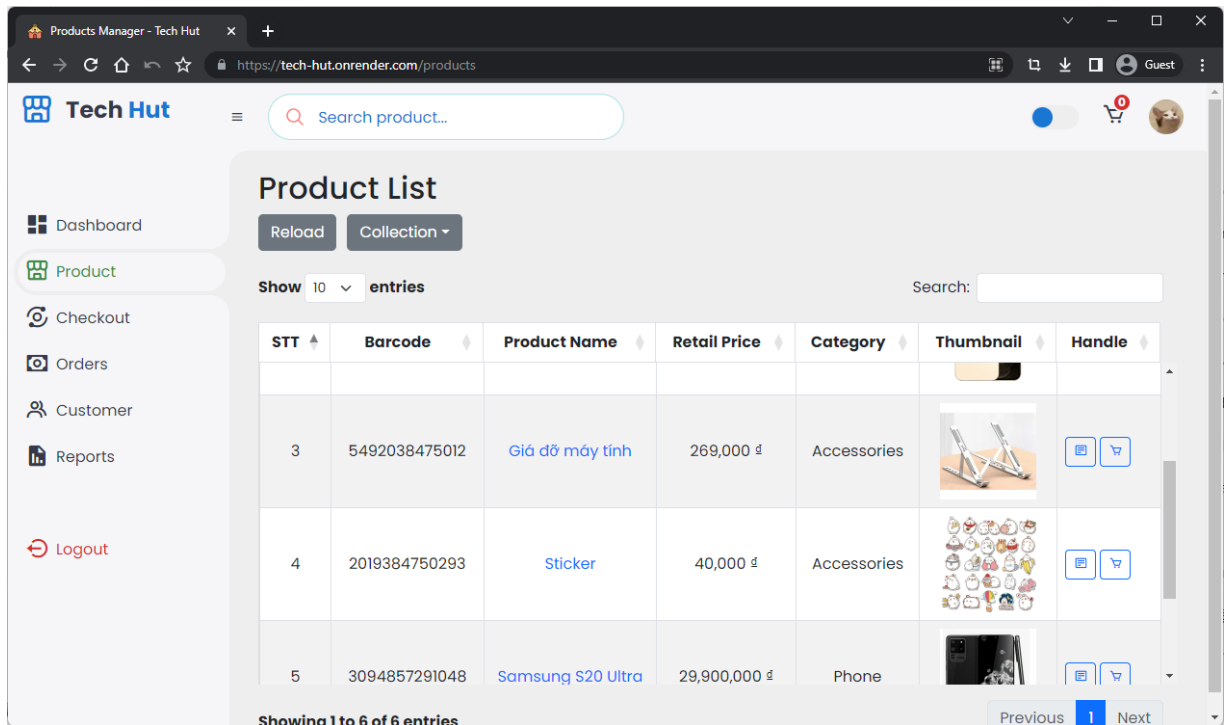 Products Manager - Tech Hut
https://tech-hut.onrender.com/products
Guest
Tech Hut
Search product...
0
Product List
Reload Collection
Dashboard
Product
Checkout
Orders
Customer
Reports
Logout
Show 10 entries
Search:
STT Barcode Product Name Retail Price Category Thumbnail Handle
3 5492038475012 Giá đỡ máy tính 269,000 ₫ Accessories
4 2019384750293 Sticker 40,000 ₫ Accessories
5 3094857291048 Samsung S20 Ultra 29,900,000 ₫ Phone
Showing 1 to 6 of 6 entries
Previous 1 Next